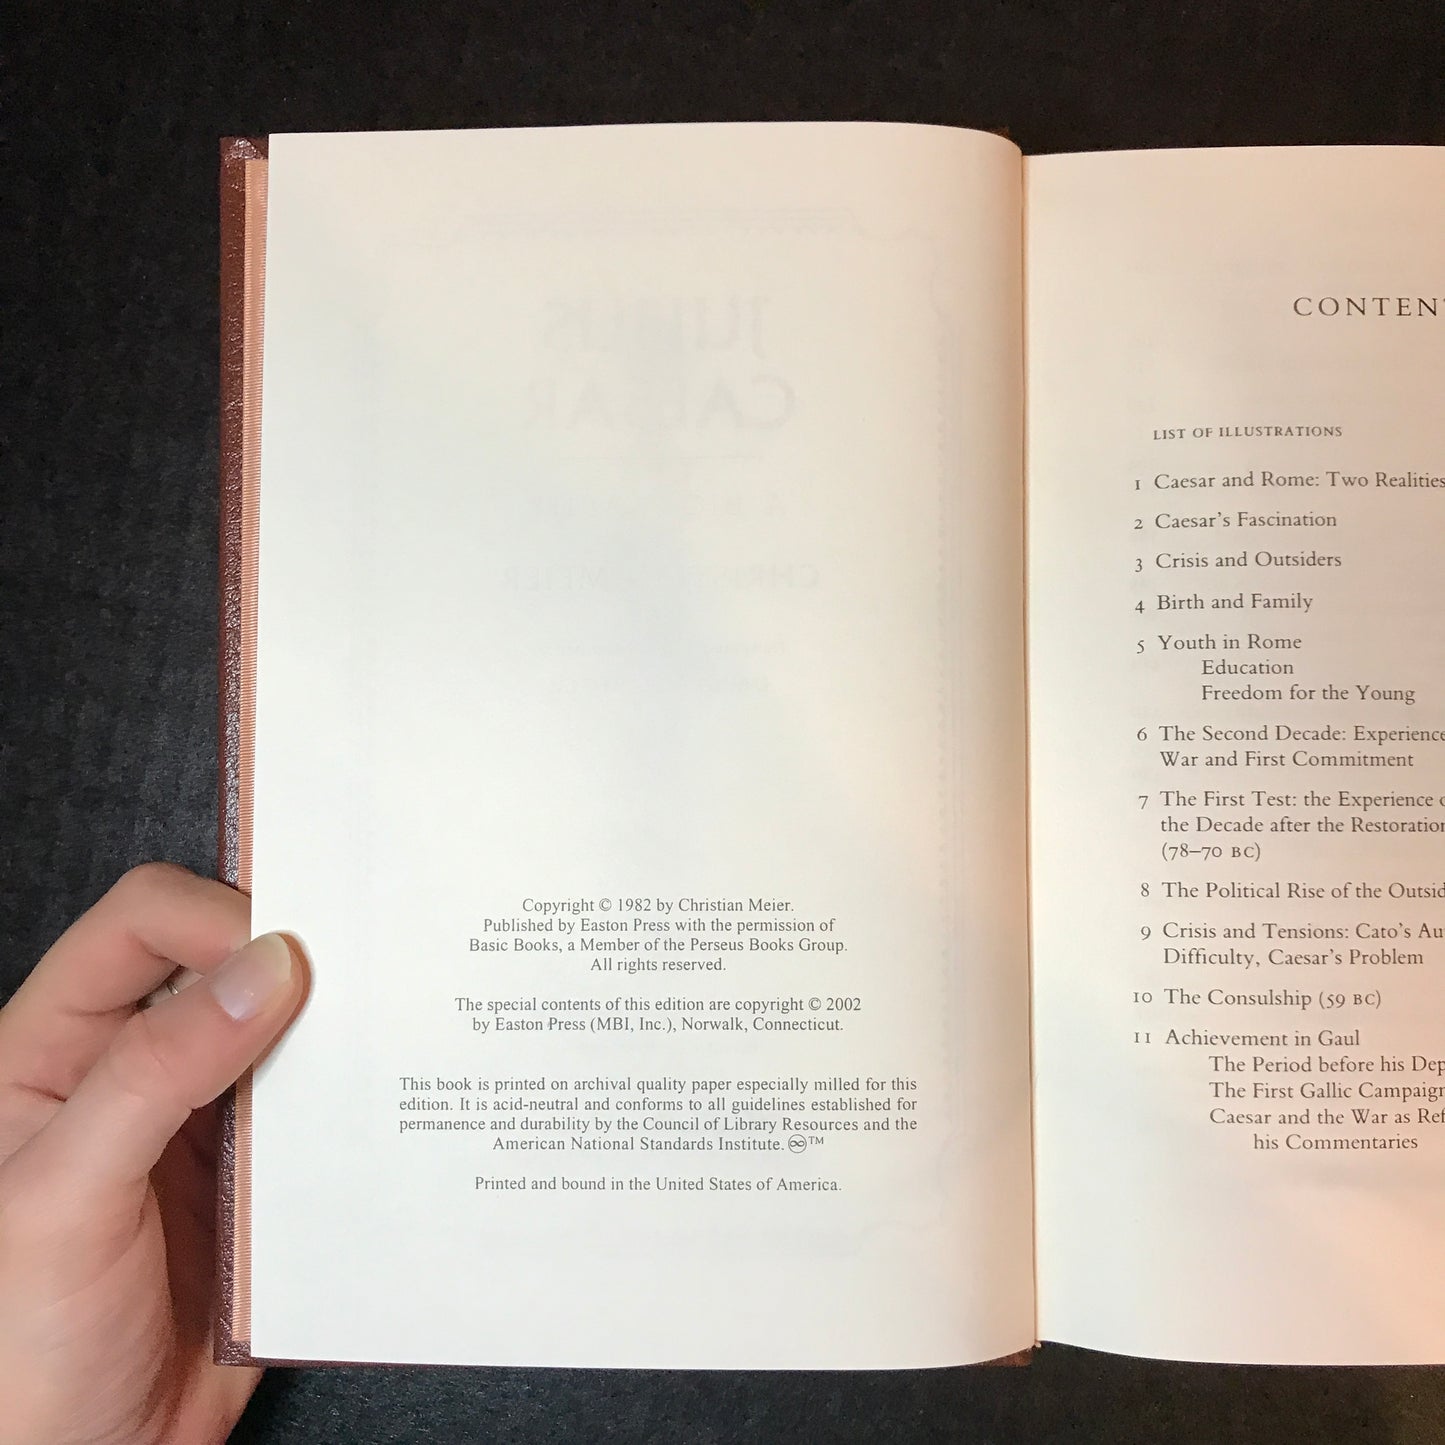 Copyright © 1982 by Christian Meier.
Published by Easton Press with the permission of
Basic Books, a Member of the Perseus Books Group.
All rights reserved.
The special contents of this edition are copyright © 2002
by Easton Press (MBI, Inc.), Norwalk, Connecticut.
This book is printed on archival quality paper especially milled for this
edition. It is acid-neutral and conforms to all guidelines established for
permanence and durability by the Council of Library Resources and the
American National Standards Institute. ♾™
Printed and bound in the United States of America.
CONTEN
LIST OF ILLUSTRATIONS
1 Caesar and Rome: Two Realities
2 Caesar's Fascination
3 Crisis and Outsiders
4 Birth and Family
5 Youth in Rome
Education
Freedom for the Young
6 The Second Decade: Experience
War and First Commitment
7 The First Test: the Experience
the Decade after the Restoration
(78–70 BC)
8 The Political Rise of the Outsid
9 Crisis and Tensions: Cato's Au
Difficulty, Caesar's Problem
10 The Consulship (59 BC)
11 Achievement in Gaul
The Period before his Dep
The First Gallic Campaign
Caesar and the War as Ref
his Commentaries